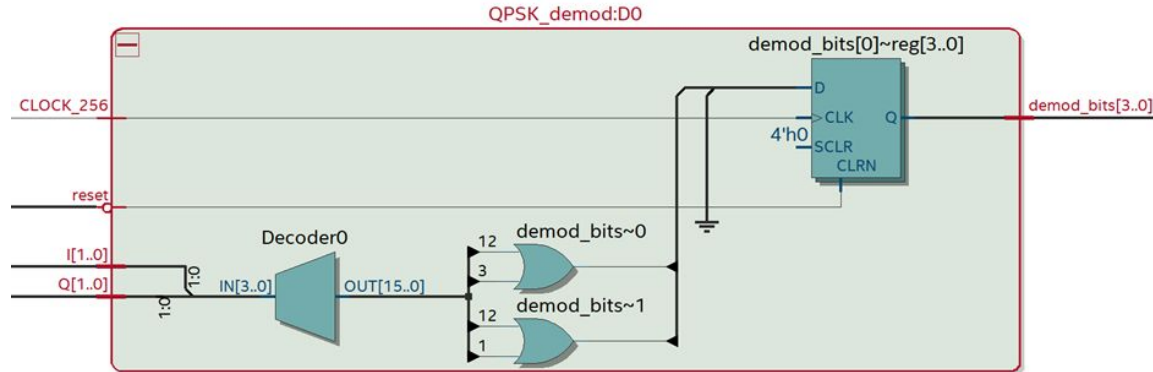 QPSK_demod:D0
demod_bits[0]~reg[3..0]
CLOCK_256
D
>CLK
Q
demod_bits[3..0]
4'h0
SCLR
CLRN
reset
Decoder0
demod_bits~0
I[1..0]
1:0
12
3
Q[1..0]
1:0
IN[3..0]
OUT[15..0]
demod_bits~1
12
1